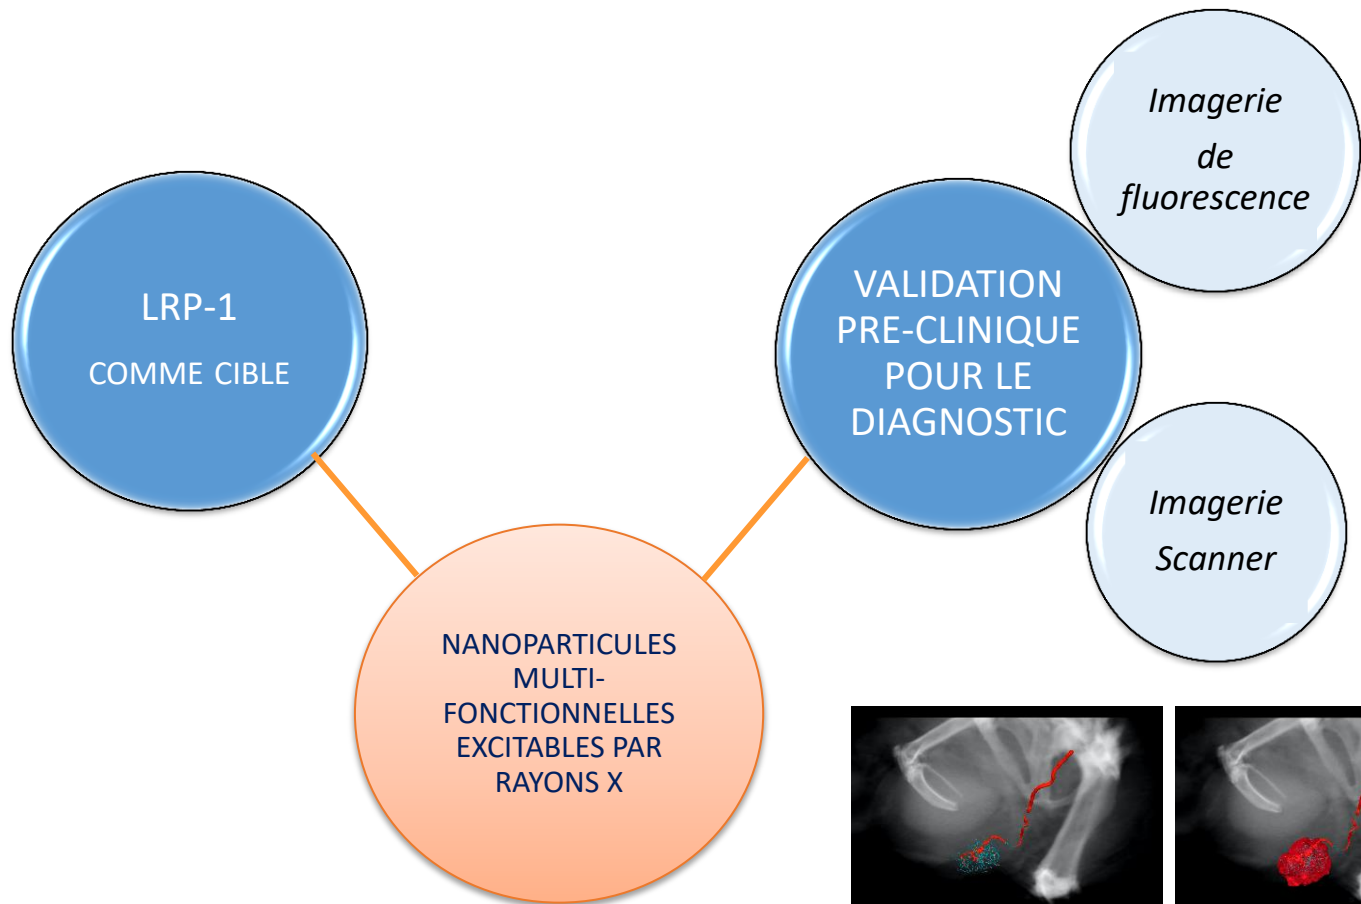 LRP-1
COMME CIBLE
NANOPARTICULES
MULTI-
FONCTIONNELLES
EXCITABLES PAR
RAYONS X
VALIDATION
PRE-CLINIQUE
POUR LE
DIAGNOSTIC
Imagerie
de
fluorescence
Imagerie
Scanner